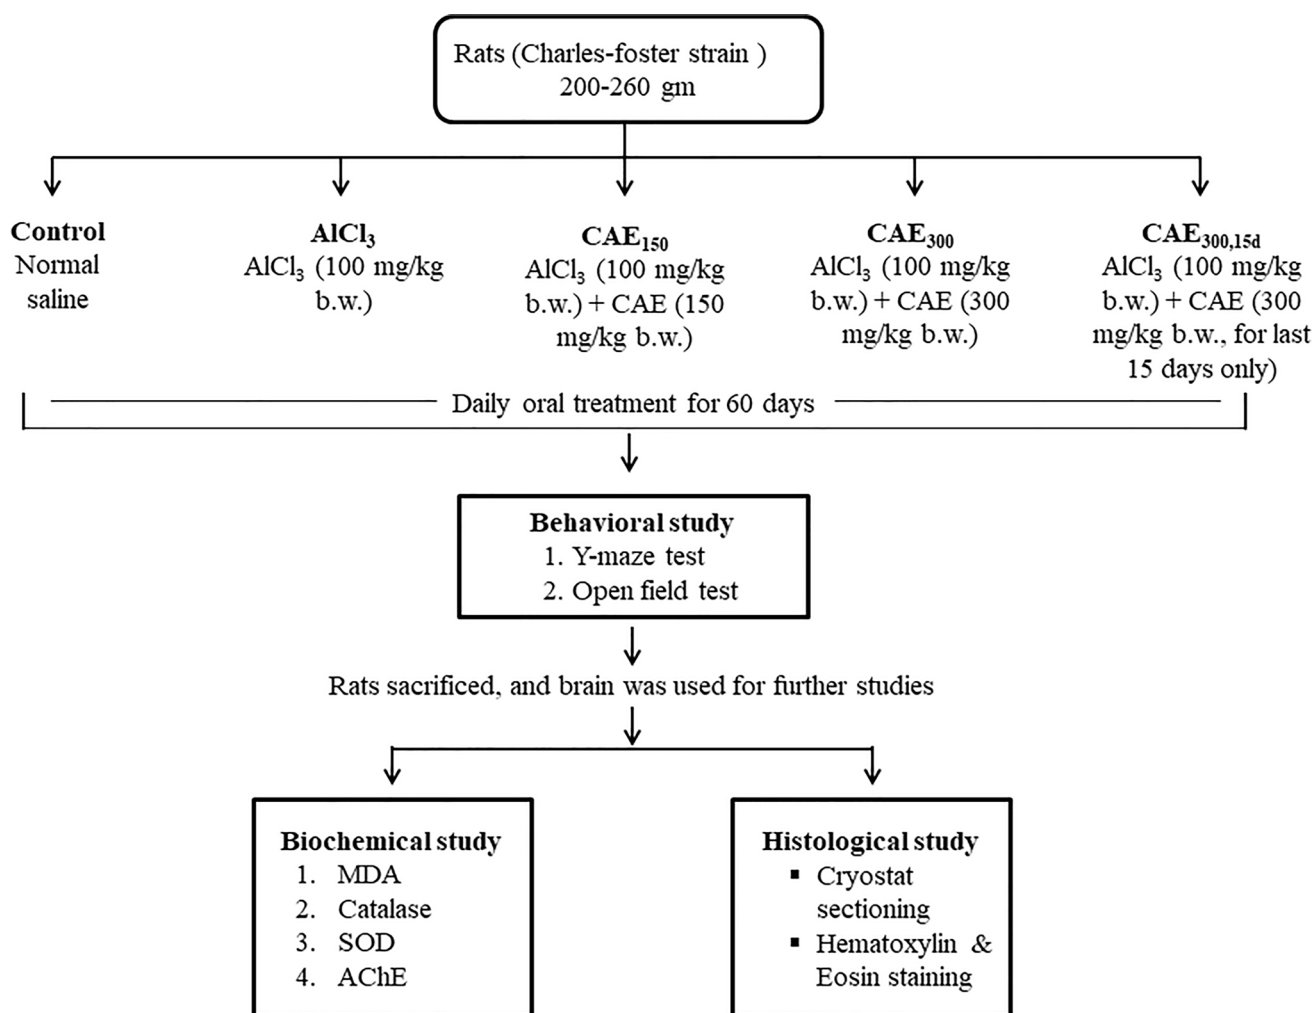 Rats (Charles-foster strain )
200-260 gm
Control
Normal
saline
AlCl₃
AlCl₃ (100 mg/kg
b.w.)
CAE₁₅₀
AlCl₃ (100 mg/kg
b.w.) + CAE (150
mg/kg b.w.)
CAE₃₀₀
AlCl₃ (100 mg/kg
b.w.) + CAE (300
mg/kg b.w.)
CAE₃₀₀,₁₅d
AlCl₃ (100 mg/kg
b.w.) + CAE (300
mg/kg b.w., for last
15 days only)
Daily oral treatment for 60 days
Behavioral study
1. Y-maze test
2. Open field test
Rats sacrificed, and brain was used for further studies
Biochemical study
1. MDA
2. Catalase
3. SOD
4. AChE
Histological study
▪ Cryostat
sectioning
▪ Hematoxylin &
Eosin staining